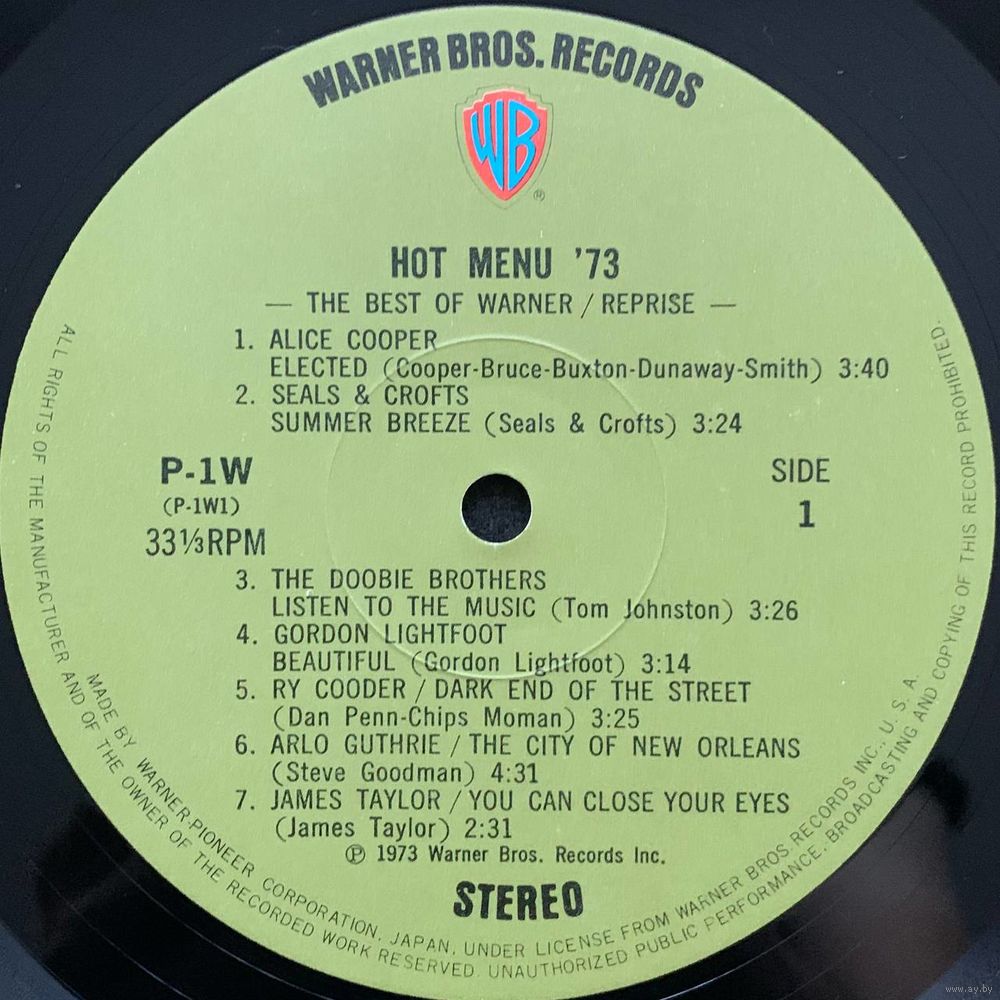 WARNER BROS. RECORDS
WB
®
HOT MENU '73
— THE BEST OF WARNER / REPRISE —
1. ALICE COOPER
ELECTED (Cooper-Bruce-Buxton-Dunaway-Smith) 3:40
2. SEALS & CROFTS
SUMMER BREEZE (Seals & Crofts) 3:24
P-1W
(P-1W1)
33⅓RPM
SIDE
1
3. THE DOOBIE BROTHERS
LISTEN TO THE MUSIC (Tom Johnston) 3:26
4. GORDON LIGHTFOOT
BEAUTIFUL (Gordon Lightfoot) 3:14
5. RY COODER / DARK END OF THE STREET
(Dan Penn-Chips Moman) 3:25
6. ARLO GUTHRIE / THE CITY OF NEW ORLEANS
(Steve Goodman) 4:31
7. JAMES TAYLOR / YOU CAN CLOSE YOUR EYES
(James Taylor) 2:31
Ⓟ 1973 Warner Bros. Records Inc.
STEREO
MADE BY WARNER-PIONEER CORPORATION, JAPAN, UNDER LICENSE FROM WARNER BROS. RECORDS INC., U. S. A.
ALL RIGHTS OF THE MANUFACTURER AND OF THE OWNER OF THE RECORDED WORK RESERVED. UNAUTHORIZED PUBLIC PERFORMANCE, BROADCASTING AND COPYING OF THIS RECORD PROHIBITED.
www.ay.by